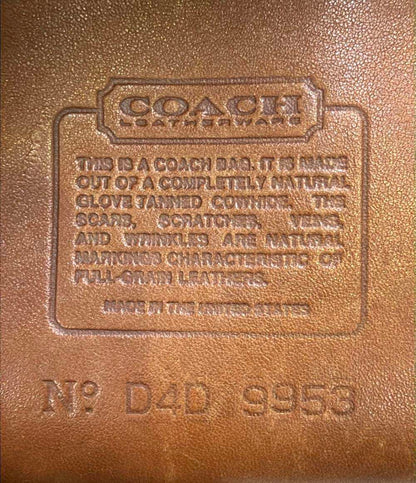 COACH
LEATHERWARE
THIS IS A COACH BAG. IT IS MADE
OUT OF A COMPLETELY NATURAL
GLOVE TANNED COWHIDE. THE
SCARS, SCRATCHES, VEINS,
AND WRINKLES ARE NATURAL
MARKINGS CHARACTERISTIC OF
FULL-GRAIN LEATHERS.
MADE IN THE UNITED STATES
Nº D4D 9953